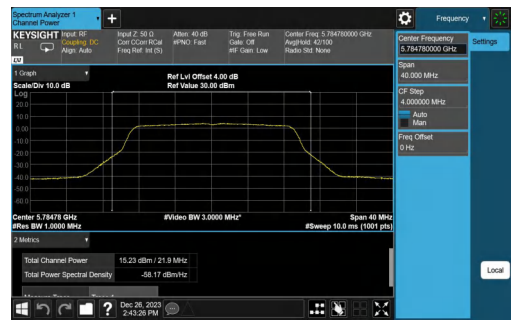 Spectrum Analyzer 1
Channel Power
+
Frequency
KEYSIGHT
RL
Input: RF
Coupling: DC
Align: Auto
Input Z: 50 Ω
Corr CCorr RCal
Freq Ref: Int (S)
Atten: 40 dB
#PNO: Fast
Trig: Free Run
Gate: Off
#IF Gain: Low
Center Freq: 5.784780000 GHz
Avg|Hold: 42/100
Radio Std: None
LV
Center Frequency
5.784780000 GHz
Settings
Span
40.000 MHz
CF Step
4.000000 MHz
Auto
Man
Freq Offset
0 Hz
1 Graph
Scale/Div 10.0 dB
Ref Lvl Offset 4.00 dB
Ref Value 30.00 dBm
Log
20.0
10.0
0.00
-10.0
-20.0
-30.0
-40.0
-50.0
-60.0
Center 5.78478 GHz
#Video BW 3.0000 MHz*
Span 40 MHz
#Res BW 1.0000 MHz
#Sweep 10.0 ms (1001 pts)
2 Metrics
Total Channel Power
15.23 dBm / 21.9 MHz
Total Power Spectral Density
-58.17 dBm/Hz
Local
?
Dec 26, 2023
2:43:26 PM